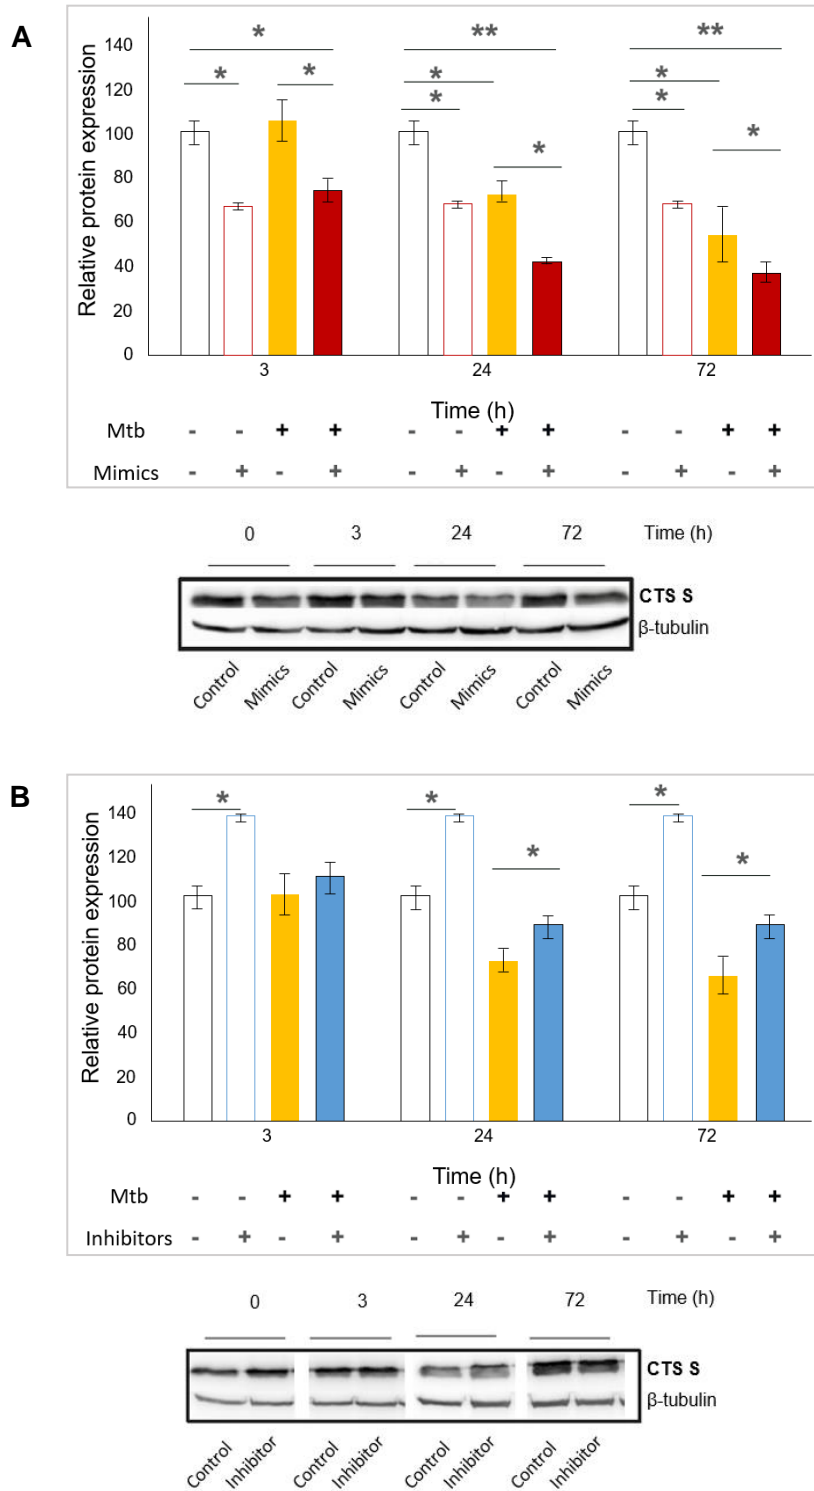 A
Relative protein expression
140
120
100
80
60
40
20
0
* * * *
** * * *
** * * *
3 24 72
Time (h)
Mtb - - + + - - + + - - + +
Mimics - + - + - + - + - + - +
0 3 24 72 Time (h)
CTS S
β-tubulin
Control Mimics Control Mimics Control Mimics Control Mimics
B
Relative protein expression
140
120
100
80
60
40
20
0
* * *
* *
3 24 72
Time (h)
Mtb - - + + - - + + - - + +
Inhibitors - + - + - + - + - + - +
0 3 24 72 Time (h)
CTS S
β-tubulin
Control Inhibitor Control Inhibitor Control Inhibitor Control Inhibitor